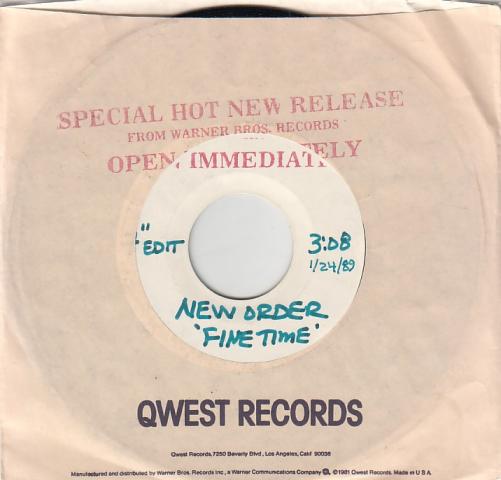 SPECIAL HOT NEW RELEASE
FROM WARNER BROS. RECORDS
OPEN IMMEDIATELY
" EDIT
3:08
1/24/89
NEW ORDER
'FINE TIME'
QWEST RECORDS
Qwest Records, 7250 Beverly Blvd., Los Angeles, Calif 90036
Manufactured and distributed by Warner Bros. Records Inc., a Warner Communications Company ©1981 Qwest Records. Made in U S A.